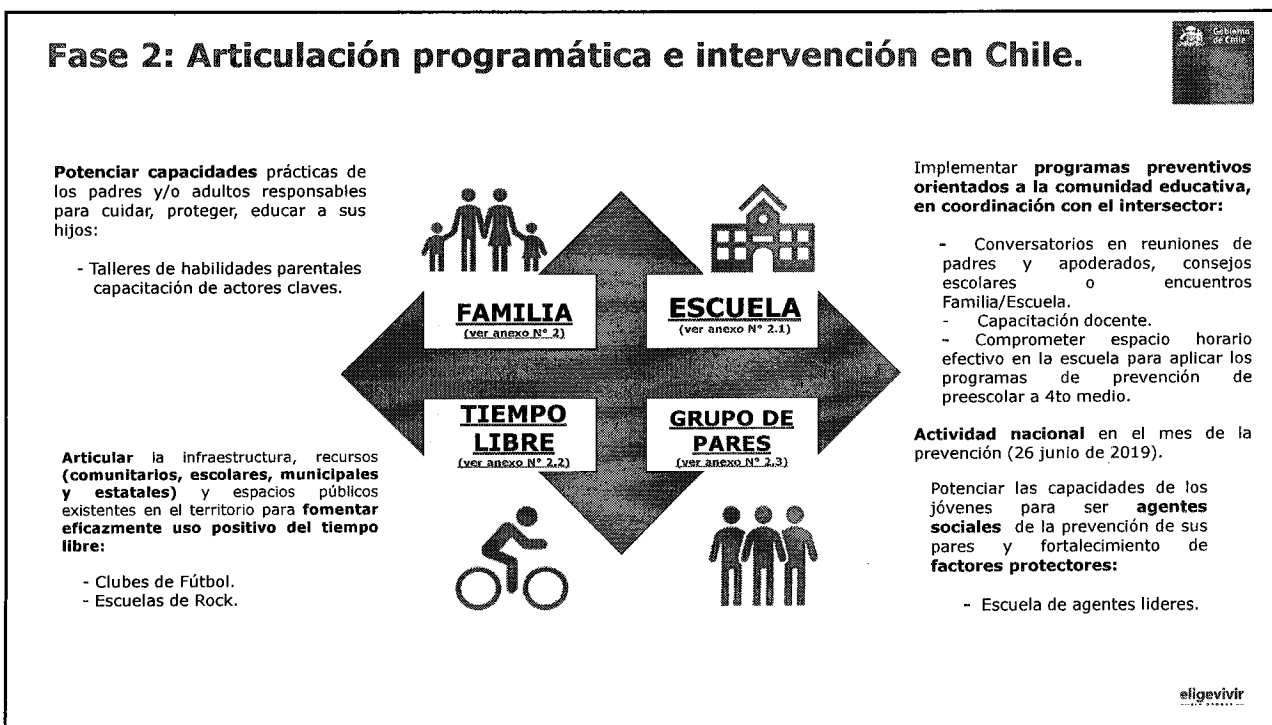 Fase 2: Articulación programática e intervención en Chile.
Gobierno
de Chile
Potenciar capacidades prácticas de
los padres y/o adultos responsables
para cuidar, proteger, educar a sus
hijos:
- Talleres de habilidades parentales
capacitación de actores claves.
FAMILIA
(ver anexo N° 2)
ESCUELA
(ver anexo N° 2.1)
TIEMPO
LIBRE
(ver anexo N° 2.2)
GRUPO DE
PARES
(ver anexo N° 2.3)
Articular la infraestructura, recursos
(comunitarios, escolares, municipales
y estatales) y espacios públicos
existentes en el territorio para fomentar
eficazmente uso positivo del tiempo
libre:
- Clubes de Fútbol.
- Escuelas de Rock.
Implementar programas preventivos
orientados a la comunidad educativa,
en coordinación con el intersector:
- Conversatorios en reuniones de
padres y apoderados, consejos
escolares o encuentros
Familia/Escuela.
- Capacitación docente.
- Comprometer espacio horario
efectivo en la escuela para aplicar los
programas de prevención de
preescolar a 4to medio.
Actividad nacional en el mes de la
prevención (26 junio de 2019).
Potenciar las capacidades de los
jóvenes para ser agentes
sociales de la prevención de sus
pares y fortalecimiento de
factores protectores:
- Escuela de agentes lideres.
eligevivir